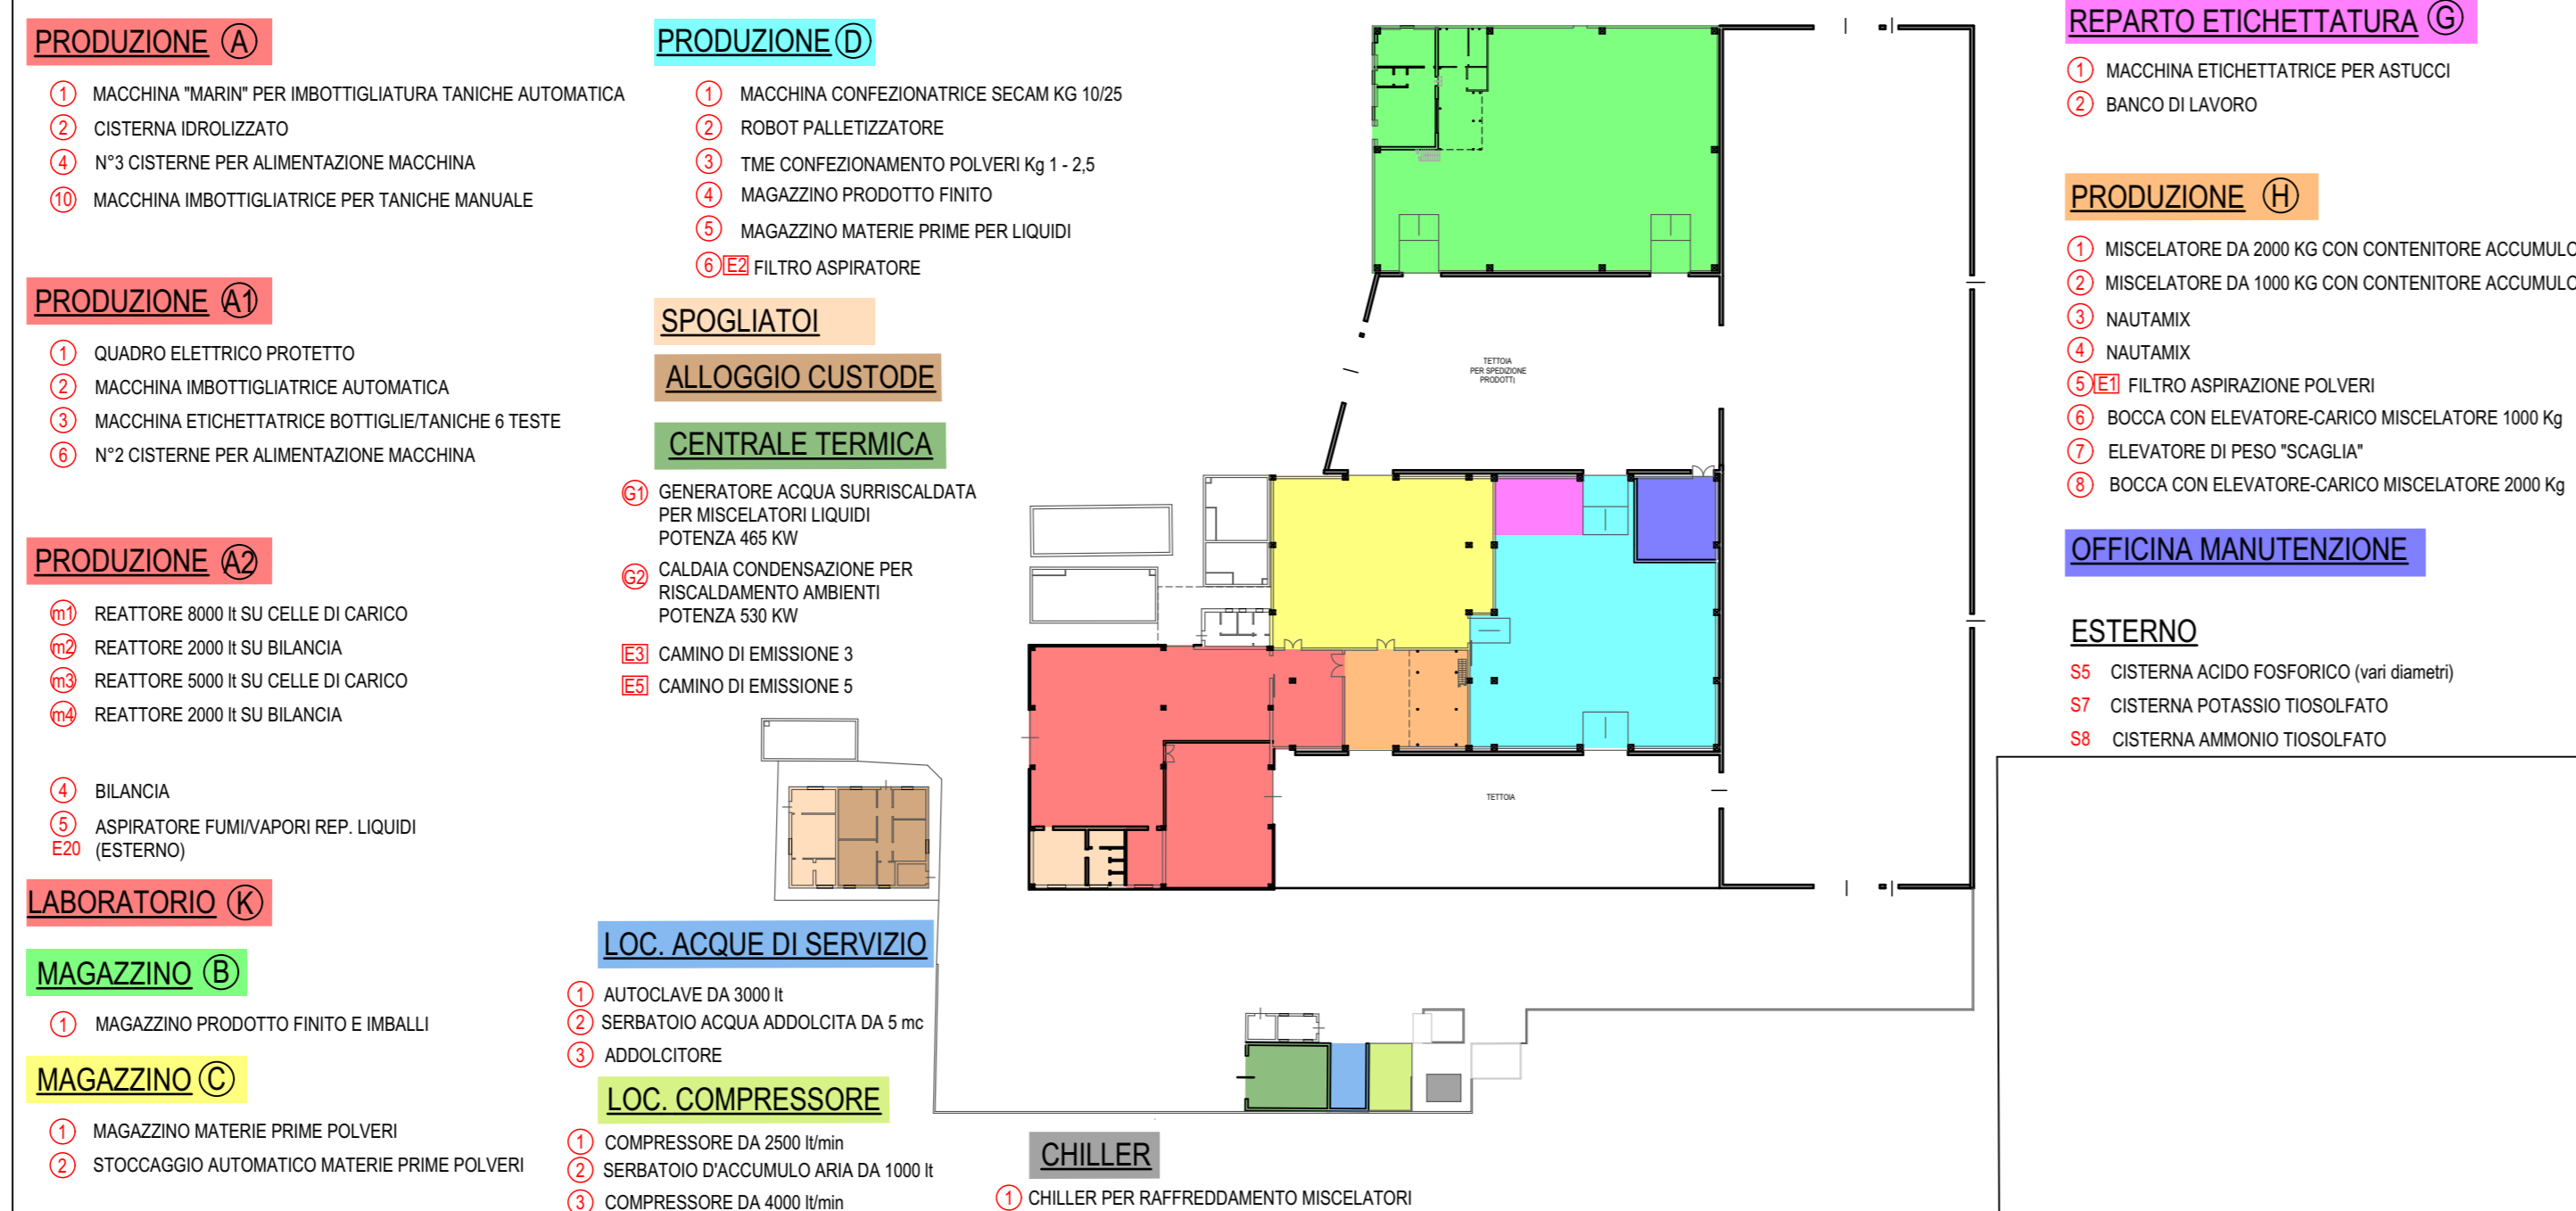 PRODUZIONE A
1 MACCHINA "MARIN" PER IMBOTTIGLIATURA TANICHE AUTOMATICA
2 CISTERNA IDROLIZZATO
4 N°3 CISTERNE PER ALIMENTAZIONE MACCHINA
10 MACCHINA IMBOTTIGLIATRICE PER TANICHE MANUALE
PRODUZIONE A1
1 QUADRO ELETTRICO PROTETTO
2 MACCHINA IMBOTTIGLIATRICE AUTOMATICA
3 MACCHINA ETICHETTATRICE BOTTIGLIE/TANICHE 6 TESTE
6 N°2 CISTERNE PER ALIMENTAZIONE MACCHINA
PRODUZIONE A2
m1 REATTORE 8000 lt SU CELLE DI CARICO
m2 REATTORE 2000 lt SU BILANCIA
m3 REATTORE 5000 lt SU CELLE DI CARICO
m4 REATTORE 2000 lt SU BILANCIA
4 BILANCIA
5 ASPIRATORE FUMI/VAPORI REP. LIQUIDI
E20 (ESTERNO)
LABORATORIO K
MAGAZZINO B
1 MAGAZZINO PRODOTTO FINITO E IMBALLI
MAGAZZINO C
1 MAGAZZINO MATERIE PRIME POLVERI
2 STOCCAGGIO AUTOMATICO MATERIE PRIME POLVERI
PRODUZIONE D
1 MACCHINA CONFEZIONATRICE SECAM KG 10/25
2 ROBOT PALLETIZZATORE
3 TME CONFEZIONAMENTO POLVERI Kg 1 - 2,5
4 MAGAZZINO PRODOTTO FINITO
5 MAGAZZINO MATERIE PRIME PER LIQUIDI
6 E2 FILTRO ASPIRATORE
SPOGLIATOI
ALLOGGIO CUSTODE
CENTRALE TERMICA
G1 GENERATORE ACQUA SURRISCALDATA
PER MISCELATORI LIQUIDI
POTENZA 465 KW
G2 CALDAIA CONDENSAZIONE PER
RISCALDAMENTO AMBIENTI
POTENZA 530 KW
E3 CAMINO DI EMISSIONE 3
E5 CAMINO DI EMISSIONE 5
LOC. ACQUE DI SERVIZIO
1 AUTOCLAVE DA 3000 lt
2 SERBATOIO ACQUA ADDOLCITA DA 5 mc
3 ADDOLCITORE
LOC. COMPRESSORE
1 COMPRESSORE DA 2500 lt/min
2 SERBATOIO D'ACCUMULO ARIA DA 1000 lt
3 COMPRESSORE DA 4000 lt/min
CHILLER
1 CHILLER PER RAFFREDDAMENTO MISCELATORI
TETTOIA
PER SPEDIZIONE
PRODOTTI
TETTOIA
REPARTO ETICHETTATURA G
1 MACCHINA ETICHETTATRICE PER ASTUCCI
2 BANCO DI LAVORO
PRODUZIONE H
1 MISCELATORE DA 2000 KG CON CONTENITORE ACCUMULO
2 MISCELATORE DA 1000 KG CON CONTENITORE ACCUMULO
3 NAUTAMIX
4 NAUTAMIX
5 E1 FILTRO ASPIRAZIONE POLVERI
6 BOCCA CON ELEVATORE-CARICO MISCELATORE 1000 Kg
7 ELEVATORE DI PESO "SCAGLIA"
8 BOCCA CON ELEVATORE-CARICO MISCELATORE 2000 Kg
OFFICINA MANUTENZIONE
ESTERNO
S5 CISTERNA ACIDO FOSFORICO (vari diametri)
S7 CISTERNA POTASSIO TIOSOLFATO
S8 CISTERNA AMMONIO TIOSOLFATO